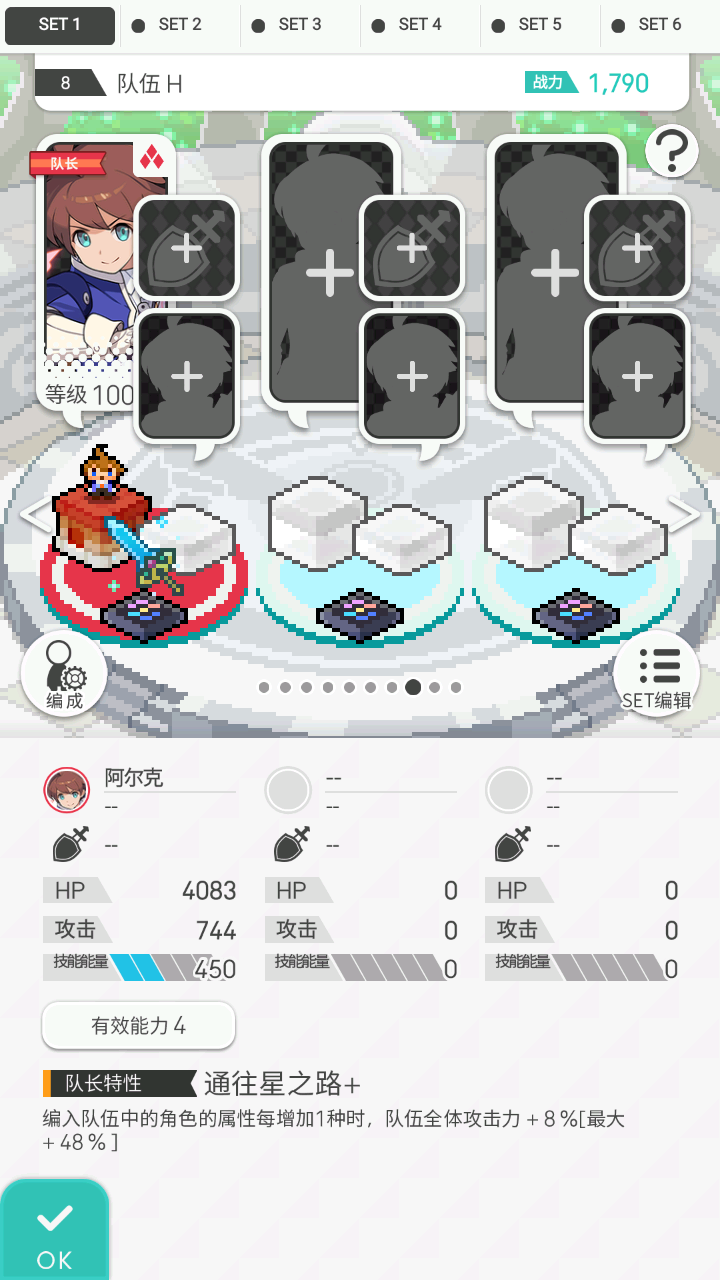 SET 1
SET 2
SET 3
SET 4
SET 5
SET 6
8 队伍 H 战力 1,790
队长
?
等级 100
编成
SET编辑
阿尔克 -- --
-- -- --
-- -- --
HP 4083 HP 0 HP 0
攻击 744 攻击 0 攻击 0
技能能量 450 技能能量 0 技能能量 0
有效能力 4
队长特性 通往星之路+
编入队伍中的角色的属性每增加1种时，队伍全体攻击力 + 8 %[最大
+ 48 % ]
OK